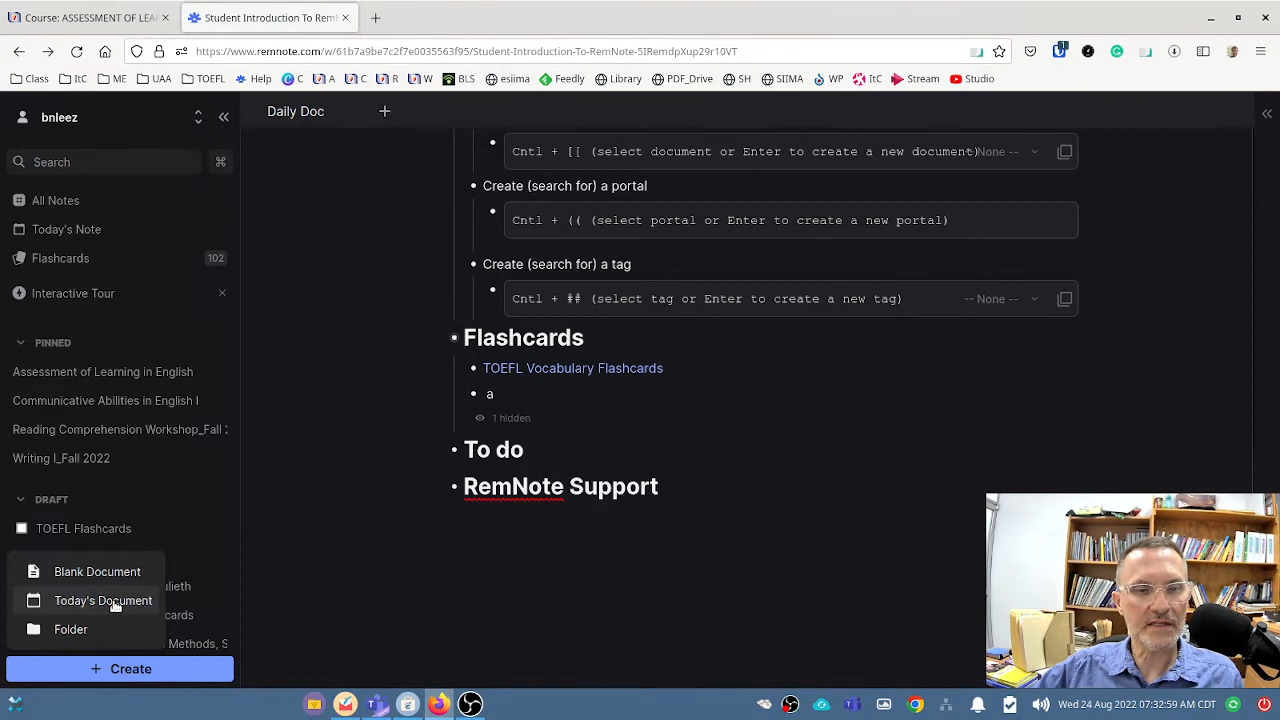 Course: ASSESSMENT OF LEA
Student Introduction To Rem
https://www.remnote.com/w/61b7a9be7c2f7e0035563f95/Student-Introduction-To-RemNote-5IRemdpXup29r10VT
Class
ItC
ME
UAA
TOEFL
Help
C
A
C
R
W
BLS
esiima
Feedly
Library
PDF_Drive
SH
SIIMA
WP
ItC
Stream
Studio
bnleez
Daily Doc
Search
All Notes
Today's Note
Flashcards 102
Interactive Tour
PINNED
Assessment of Learning in English
Communicative Abilities in English I
Reading Comprehension Workshop_Fall 2
Writing I_Fall 2022
DRAFT
TOEFL Flashcards
Blank Document
ulieth
Today's Document
cards
Folder
Methods, S
+ Create
Cntl + [[ (select document or Enter to create a new document)
-- None --
Create (search for) a portal
Cntl + (( (select portal or Enter to create a new portal)
Create (search for) a tag
Cntl + ## (select tag or Enter to create a new tag)
-- None --
Flashcards
TOEFL Vocabulary Flashcards
a
1 hidden
To do
RemNote Support
Wed 24 Aug 2022 07:32:59 AM CDT